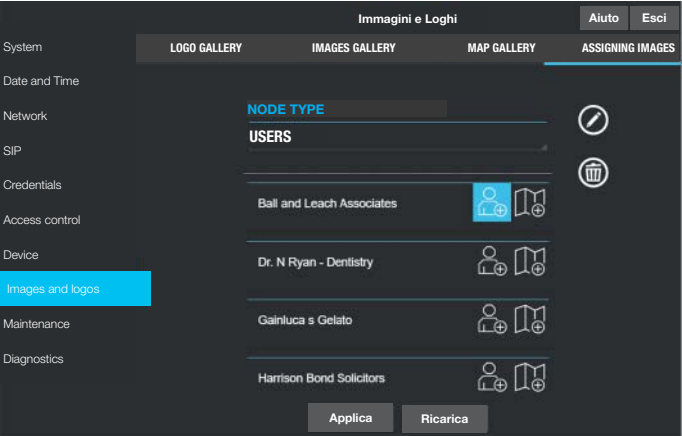 Immagini e Loghi
Aiuto
Esci
System
Date and Time
Network
SIP
Credentials
Access control
Device
Images and logos
Maintenance
Diagnostics
LOGO GALLERY
IMAGES GALLERY
MAP GALLERY
ASSIGNING IMAGES
NODE TYPE
USERS
Ball and Leach Associates
Dr. N Ryan - Dentistry
Gainluca s Gelato
Harrison Bond Solicitors
Applica
Ricarica